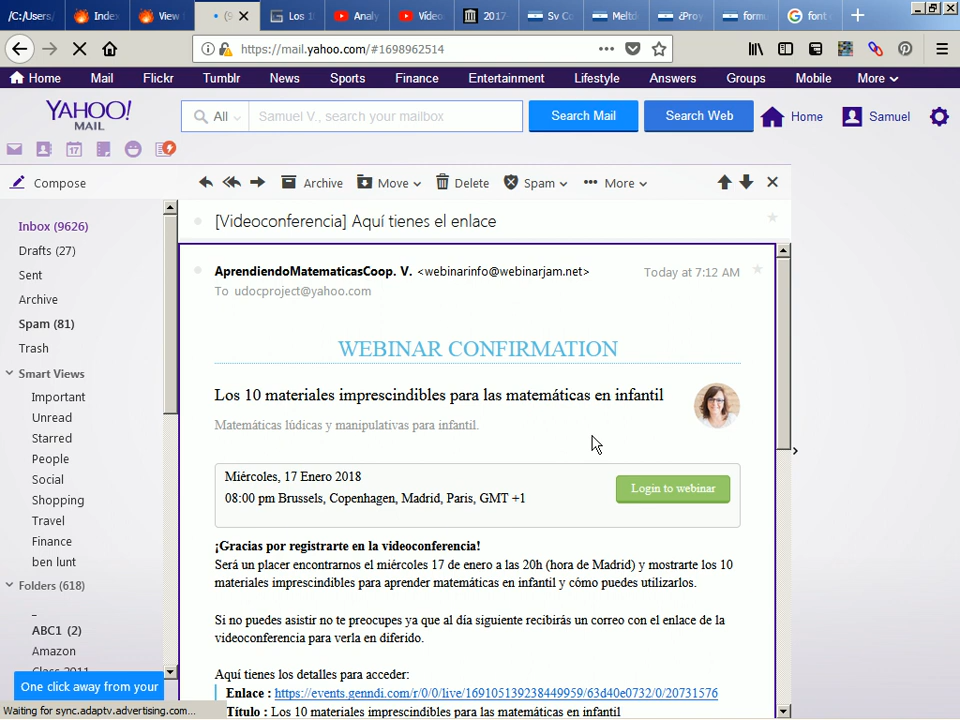 /C:/Users/ Index View (9 Los 1 Analy Vídeo 2017- Sv Co Melto ¿Proy form font
https://mail.yahoo.com/#1698962514
Home Mail Flickr Tumblr News Sports Finance Entertainment Lifestyle Answers Groups Mobile More
YAHOO!
MAIL
All Samuel V., search your mailbox Search Mail Search Web Home Samuel
17
Compose Archive Move Delete Spam More
Inbox (9626)
Drafts (27)
Sent
Archive
Spam (81)
Trash
Smart Views
Important
Unread
Starred
People
Social
Shopping
Travel
Finance
ben lunt
Folders (618)
_
ABC1 (2)
Amazon
One click away from your
Waiting for sync.adaptv.advertising.com...
[Videoconferencia] Aquí tienes el enlace
AprendiendoMatematicasCoop. V. <webinarinfo@webinarjam.net> Today at 7:12 AM
To udocproject@yahoo.com
WEBINAR CONFIRMATION
Los 10 materiales imprescindibles para las matemáticas en infantil
Matemáticas lúdicas y manipulativas para infantil.
Miércoles, 17 Enero 2018
08:00 pm Brussels, Copenhagen, Madrid, Paris, GMT +1
Login to webinar
¡Gracias por registrarte en la videoconferencia!
Será un placer encontrarnos el miércoles 17 de enero a las 20h (hora de Madrid) y mostrarte los 10
materiales imprescindibles para aprender matemáticas en infantil y cómo puedes utilizarlos.
Si no puedes asistir no te preocupes ya que al día siguiente recibirás un correo con el enlace de la
videoconferencia para verla en diferido.
Aquí tienes los detalles para acceder:
Enlace : https://events.genndi.com/r/0/0/live/169105139238449959/63d40e0732/0/20731576
Título : Los 10 materiales imprescindibles para las matemáticas en infantil